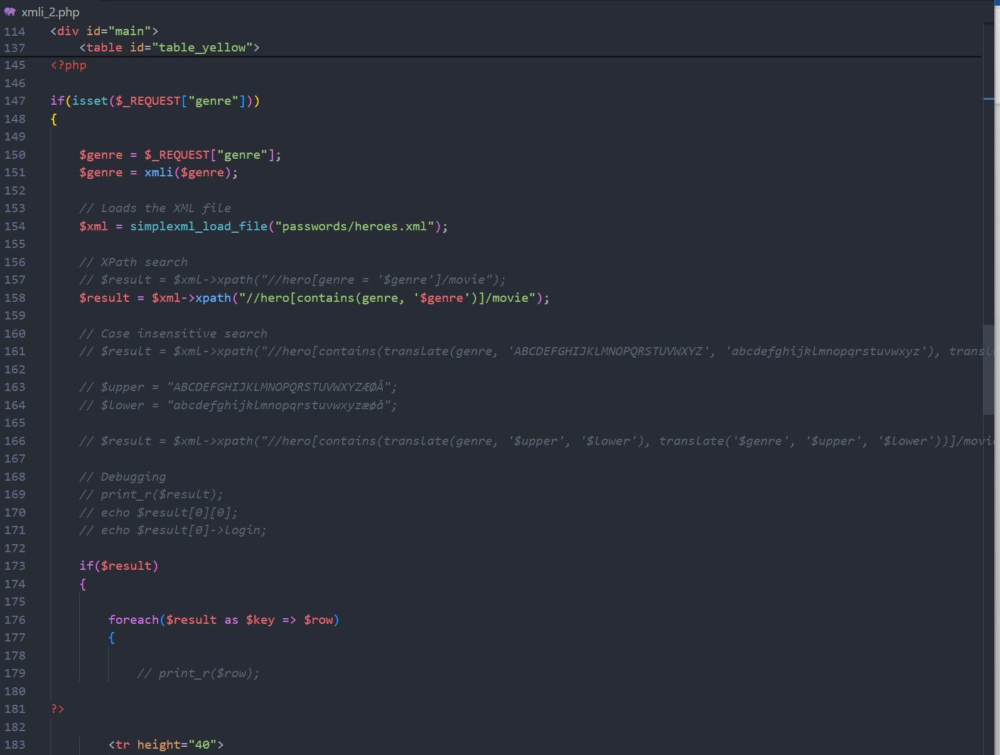 xmli_2.php
114 <div id="main">
137 <table id="table_yellow">
145 <?php
146
147 if(isset($_REQUEST["genre"]))
148 {
149
150 $genre = $_REQUEST["genre"];
151 $genre = xmli($genre);
152
153 // Loads the XML file
154 $xml = simplexml_load_file("passwords/heroes.xml");
155
156 // XPath search
157 // $result = $xml->xpath("//hero[genre = '$genre']/movie");
158 $result = $xml->xpath("//hero[contains(genre, '$genre')]/movie");
159
160 // Case insensitive search
161 // $result = $xml->xpath("//hero[contains(translate(genre, 'ABCDEFGHIJKLMNOPQRSTUVWXYZ', 'abcdefghijklmnopqrstuvwxyz'), transl
162
163 // $upper = "ABCDEFGHIJKLMNOPQRSTUVWXYZÆØÅ";
164 // $lower = "abcdefghijklmnopqrstuvwxyzæøå";
165
166 // $result = $xml->xpath("//hero[contains(translate(genre, '$upper', '$lower'), translate('$genre', '$upper', '$lower'))]/movi
167
168 // Debugging
169 // print_r($result);
170 // echo $result[0][0];
171 // echo $result[0]->login;
172
173 if($result)
174 {
175
176 foreach($result as $key => $row)
177 {
178
179 // print_r($row);
180
181 ?>
182
183 <tr height="40">